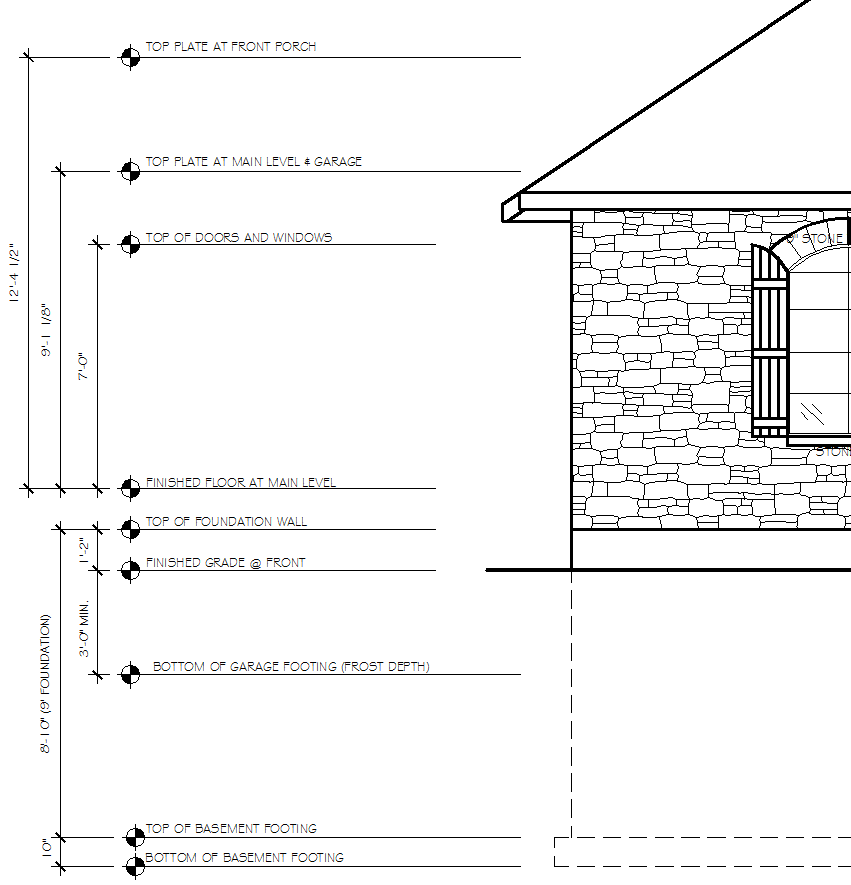 TOP PLATE AT FRONT PORCH
TOP PLATE AT MAIN LEVEL & GARAGE
TOP OF DOORS AND WINDOWS
STONE
12'-4 1/2"
9'-1 1/8"
7'-0"
STONE
FINISHED FLOOR AT MAIN LEVEL
TOP OF FOUNDATION WALL
1'-2"
FINISHED GRADE @ FRONT
3'-0" MIN.
BOTTOM OF GARAGE FOOTING (FROST DEPTH)
8'-10" (9' FOUNDATION)
TOP OF BASEMENT FOOTING
10"
BOTTOM OF BASEMENT FOOTING